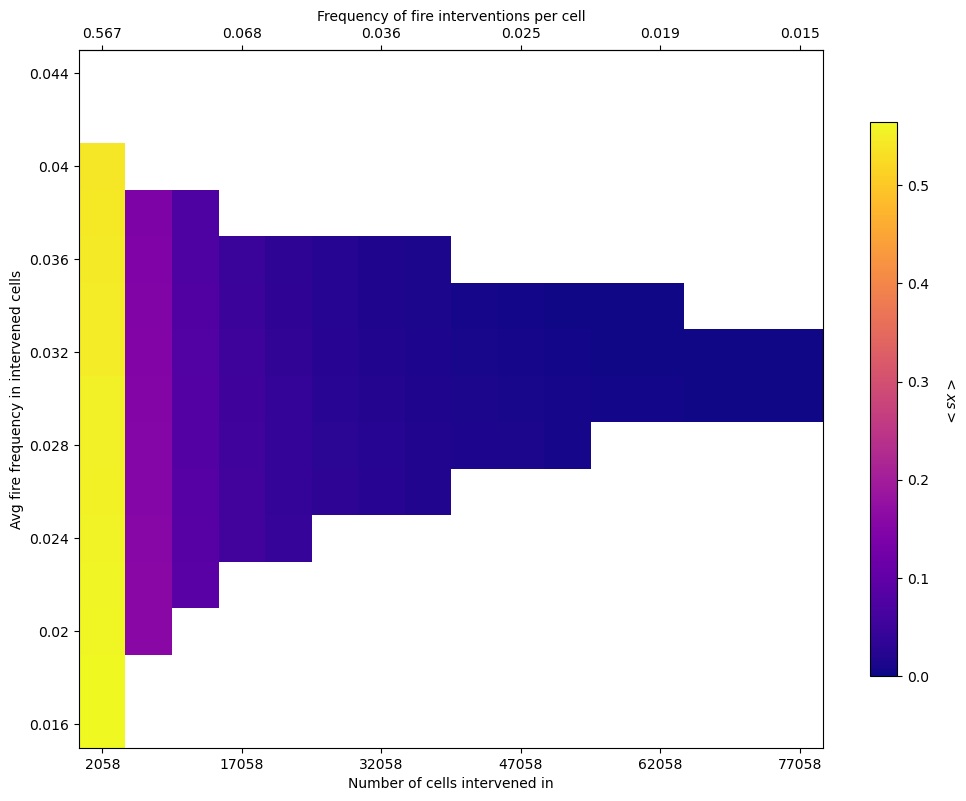 Frequency of fire interventions per cell
0.567 0.068 0.036 0.025 0.019 0.015
0.044
0.04
0.036
0.032
0.028
0.024
0.02
0.016
Avg fire frequency in intervened cells
2058 17058 32058 47058 62058 77058
Number of cells intervened in
0.5
0.4
0.3
0.2
0.1
0.0
<xs>